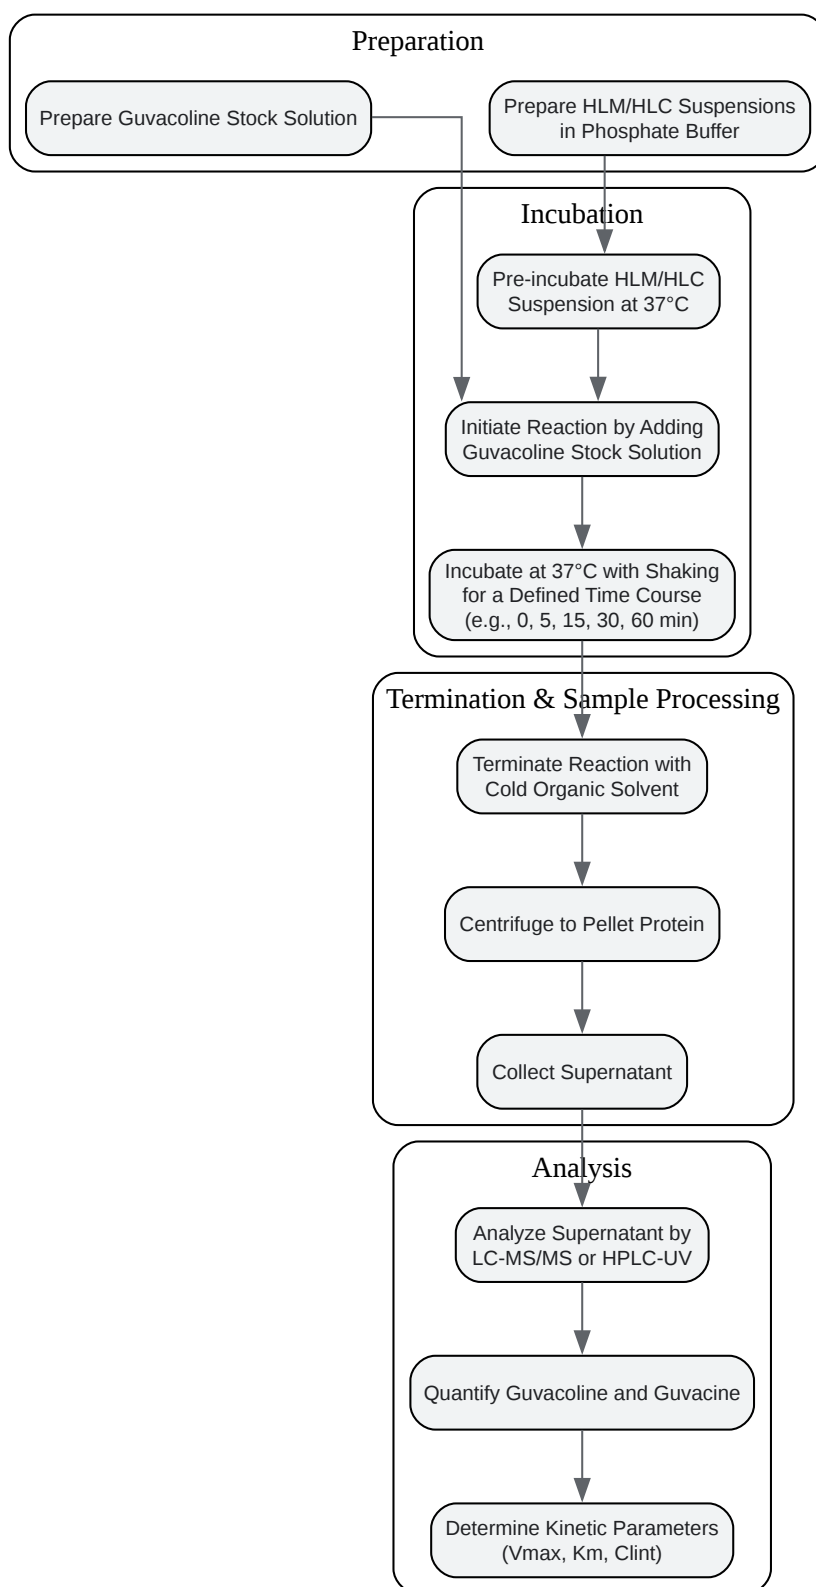 Preparation
Prepare Guvacoline Stock Solution
Prepare HLM/HLC Suspensions
in Phosphate Buffer
Incubation
Pre-incubate HLM/HLC
Suspension at 37°C
Initiate Reaction by Adding
Guvacoline Stock Solution
Incubate at 37°C with Shaking
for a Defined Time Course
(e.g., 0, 5, 15, 30, 60 min)
Termination & Sample Processing
Terminate Reaction with
Cold Organic Solvent
Centrifuge to Pellet Protein
Collect Supernatant
Analysis
Analyze Supernatant by
LC-MS/MS or HPLC-UV
Quantify Guvacoline and Guvacine
Determine Kinetic Parameters
(Vmax, Km, Clint)